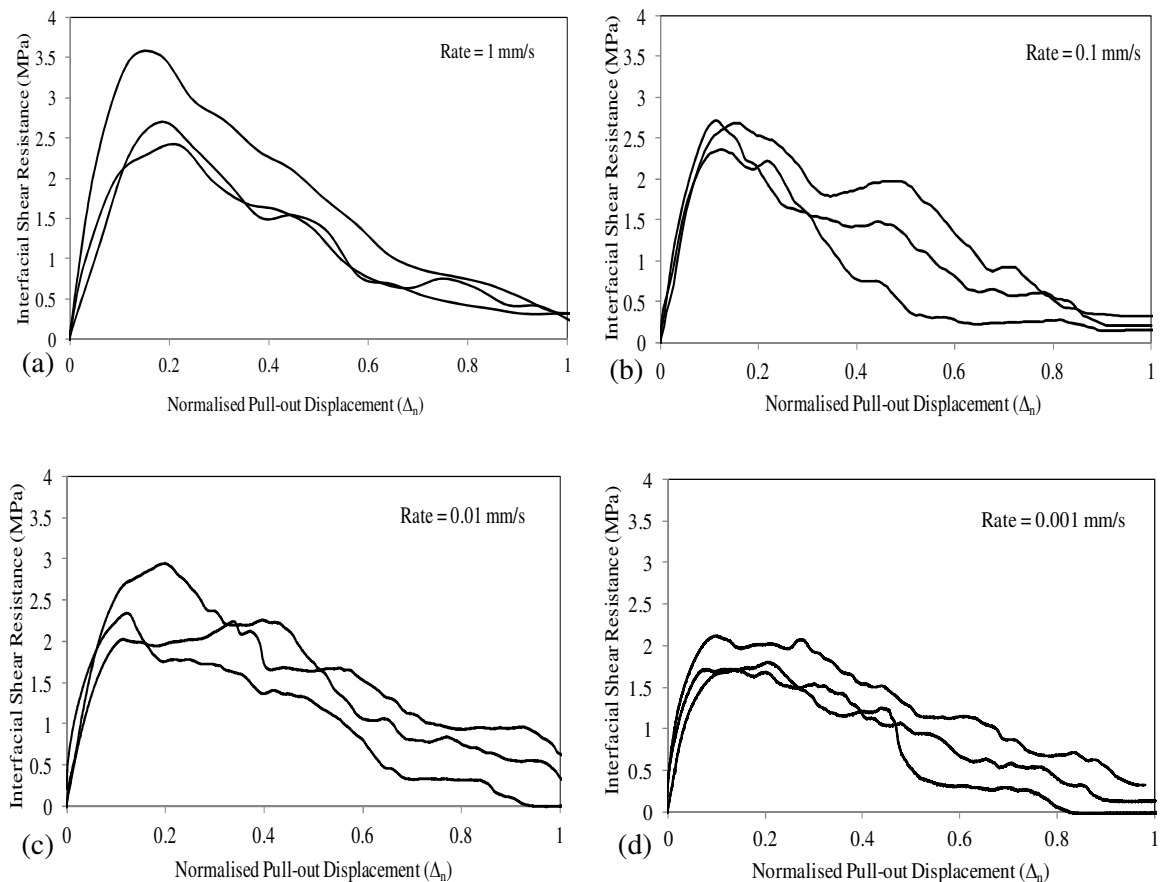 Interfacial Shear Resistance (MPa)
4
3.5
3
2.5
2
1.5
1
0.5
0
Rate = 1 mm/s
0 0.2 0.4 0.6 0.8 1
(a)
Normalised Pull-out Displacement (Δn)
Interfacial Shear Resistance (MPa)
4
3.5
3
2.5
2
1.5
1
0.5
0
Rate = 0.1 mm/s
0 0.2 0.4 0.6 0.8 1
(b)
Normalised Pull-out Displacement (Δn)
Interfacial Shear Resistance (MPa)
4
3.5
3
2.5
2
1.5
1
0.5
0
Rate = 0.01 mm/s
0 0.2 0.4 0.6 0.8 1
(c)
Normalised Pull-out Displacement (Δn)
Interfacial Shear Resistance (MPa)
4
3.5
3
2.5
2
1.5
1
0.5
0
Rate = 0.001 mm/s
0 0.2 0.4 0.6 0.8 1
(d)
Normalised Pull-out Displacement (Δn)